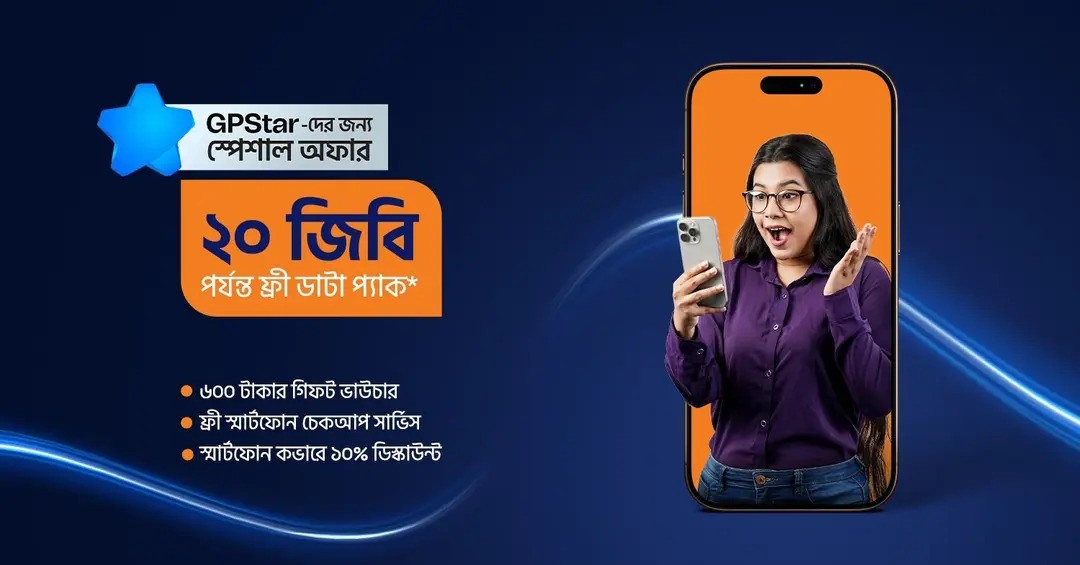 GPStar-দের জন্য
স্পেশাল অফার
২০ জিবি
পর্যন্ত ফ্রী ডাটা প্যাক*
৬০০ টাকার গিফট ভাউচার
ফ্রী স্মার্টফোন চেকআপ সার্ভিস
স্মার্টফোন কভারে ১০% ডিস্কাউন্ট